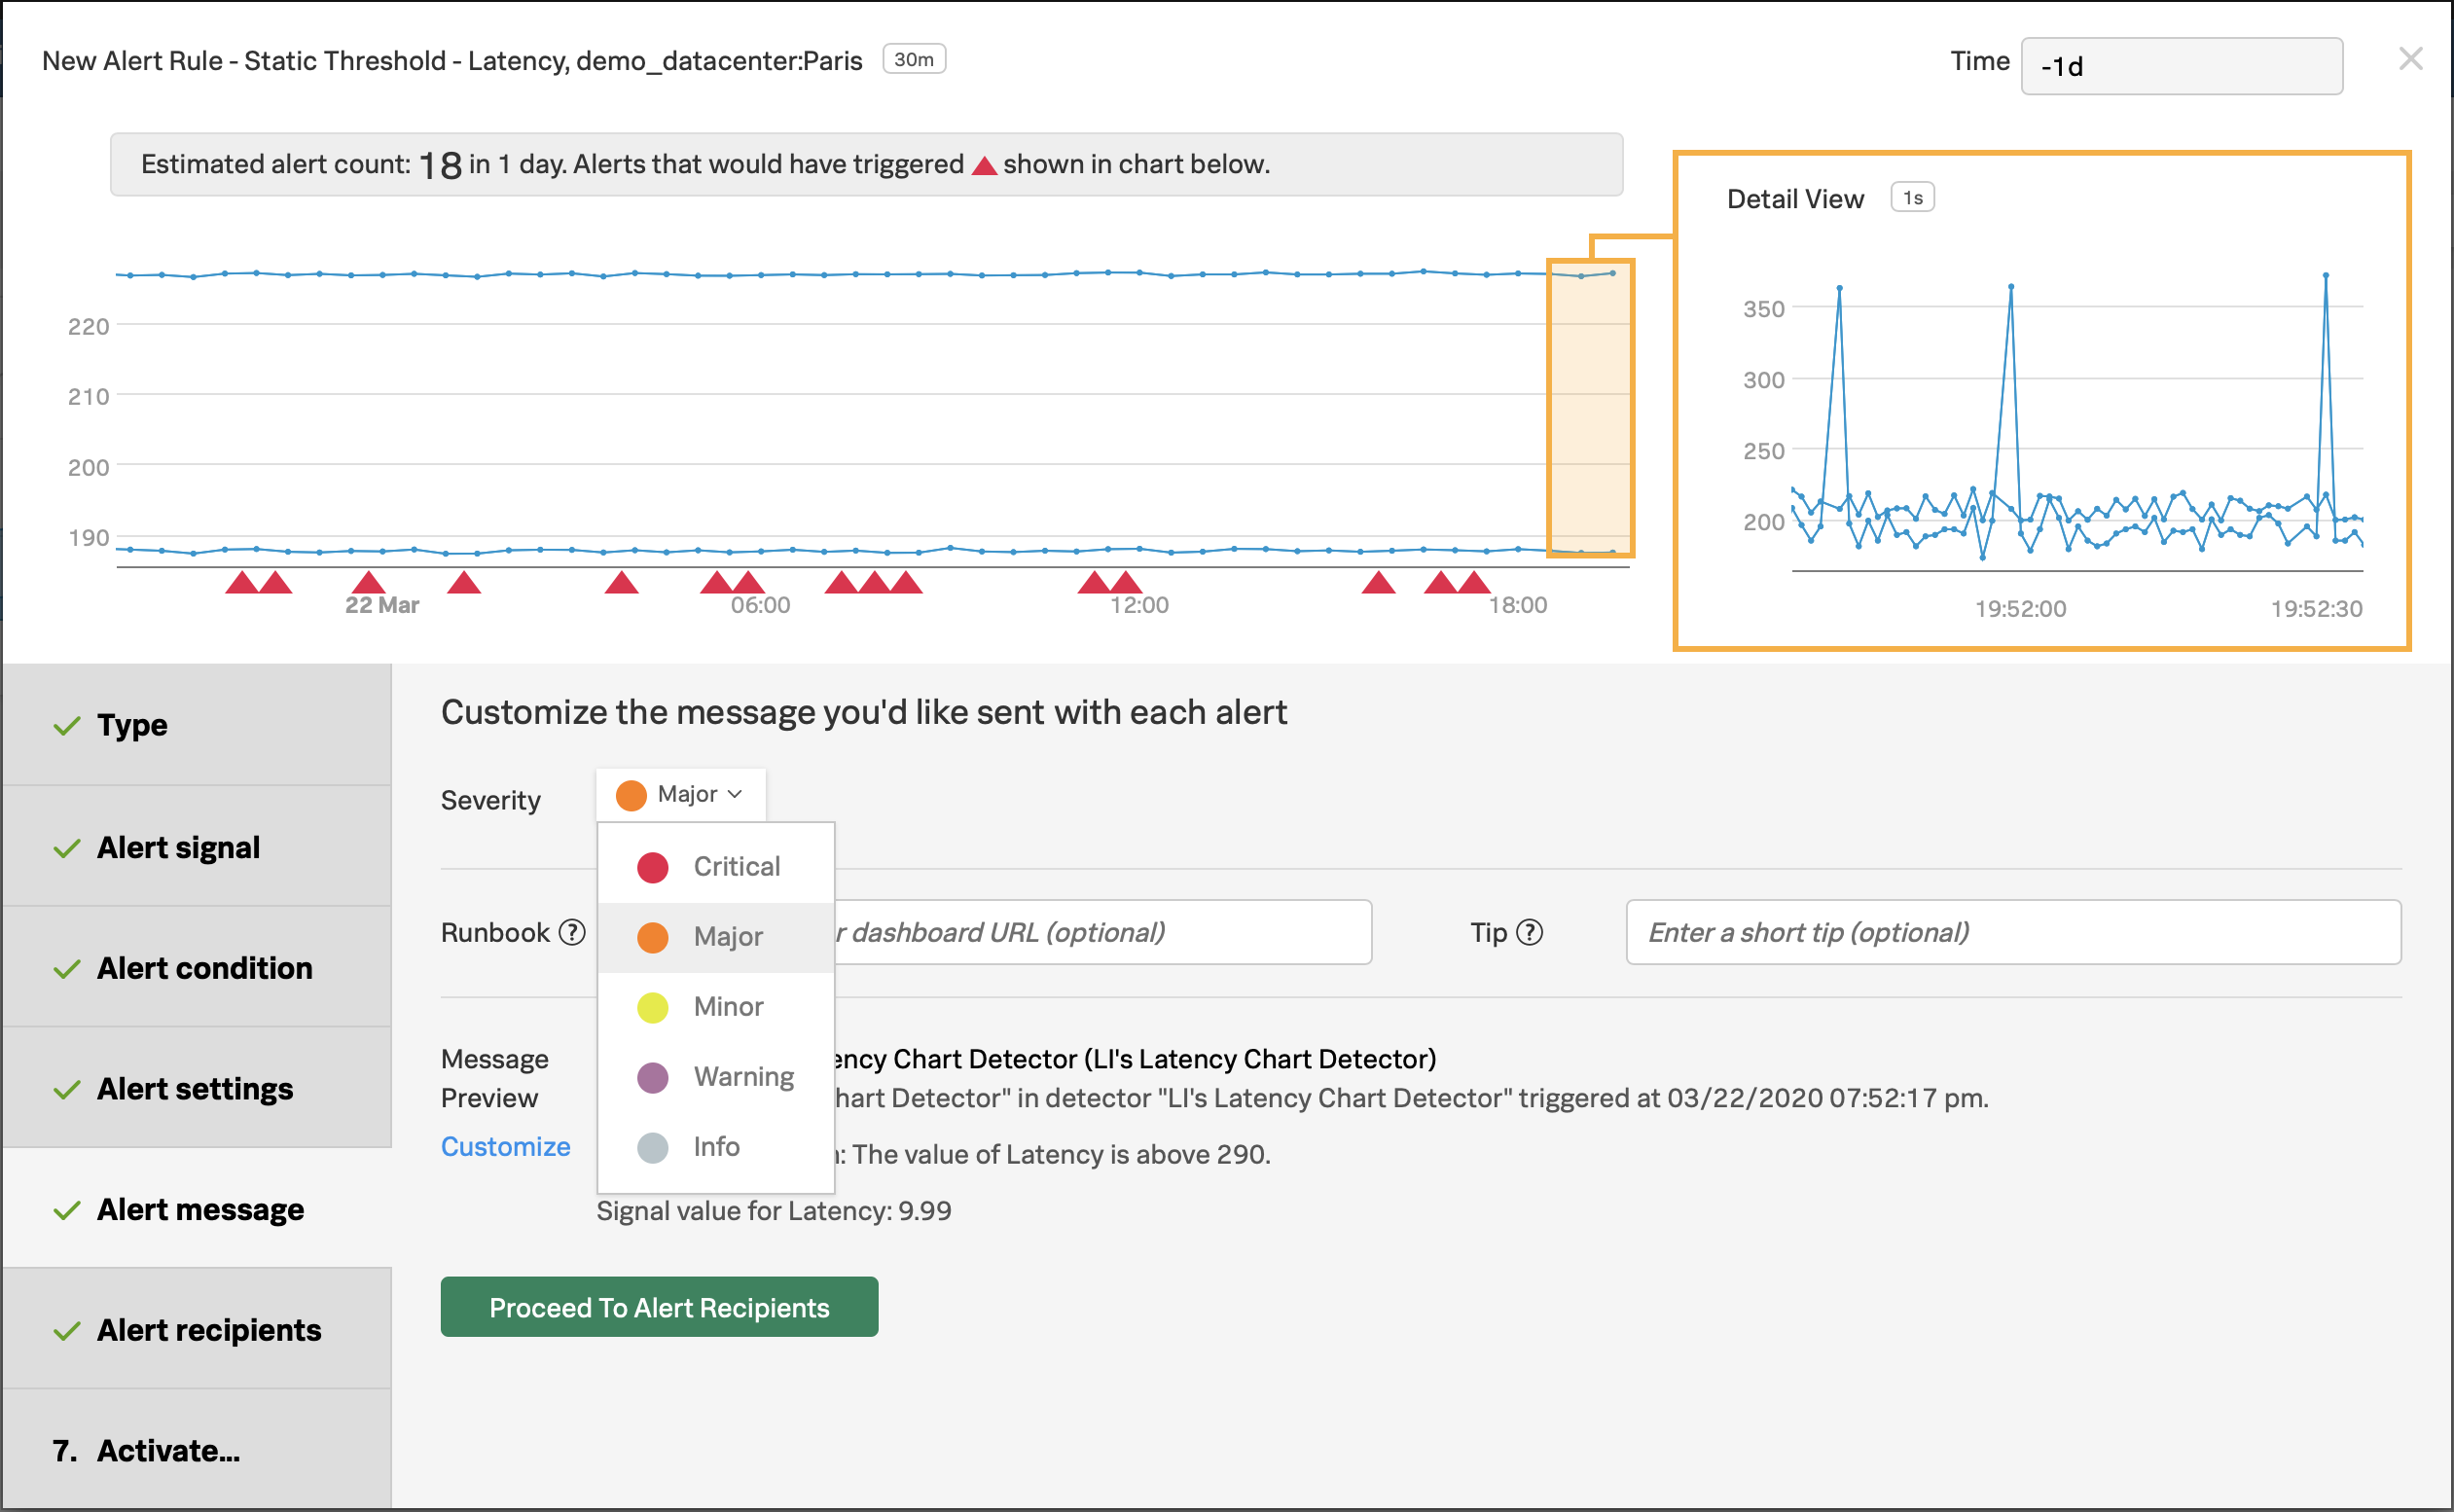 New Alert Rule - Static Threshold - Latency, demo_datacenter:Paris 30m
Time -1d
Estimated alert count: 18 in 1 day. Alerts that would have triggered shown in chart below.
Detail View 1s
220
210
200
190
22 Mar 06:00 12:00 18:00
350
300
250
200
19:52:00 19:52:30
Type
Alert signal
Alert condition
Alert settings
Alert message
Alert recipients
7. Activate...
Customize the message you'd like sent with each alert
Severity Major
Critical
Major
Minor
Warning
Info
Runbook ? dashboard URL (optional)
Tip ? Enter a short tip (optional)
Message
Preview
Customize
Chart Detector (LI's Latency Chart Detector)
Detector" in detector "LI's Latency Chart Detector" triggered at 03/22/2020 07:52:17 pm.
: The value of Latency is above 290.
Signal value for Latency: 9.99
Proceed To Alert Recipients